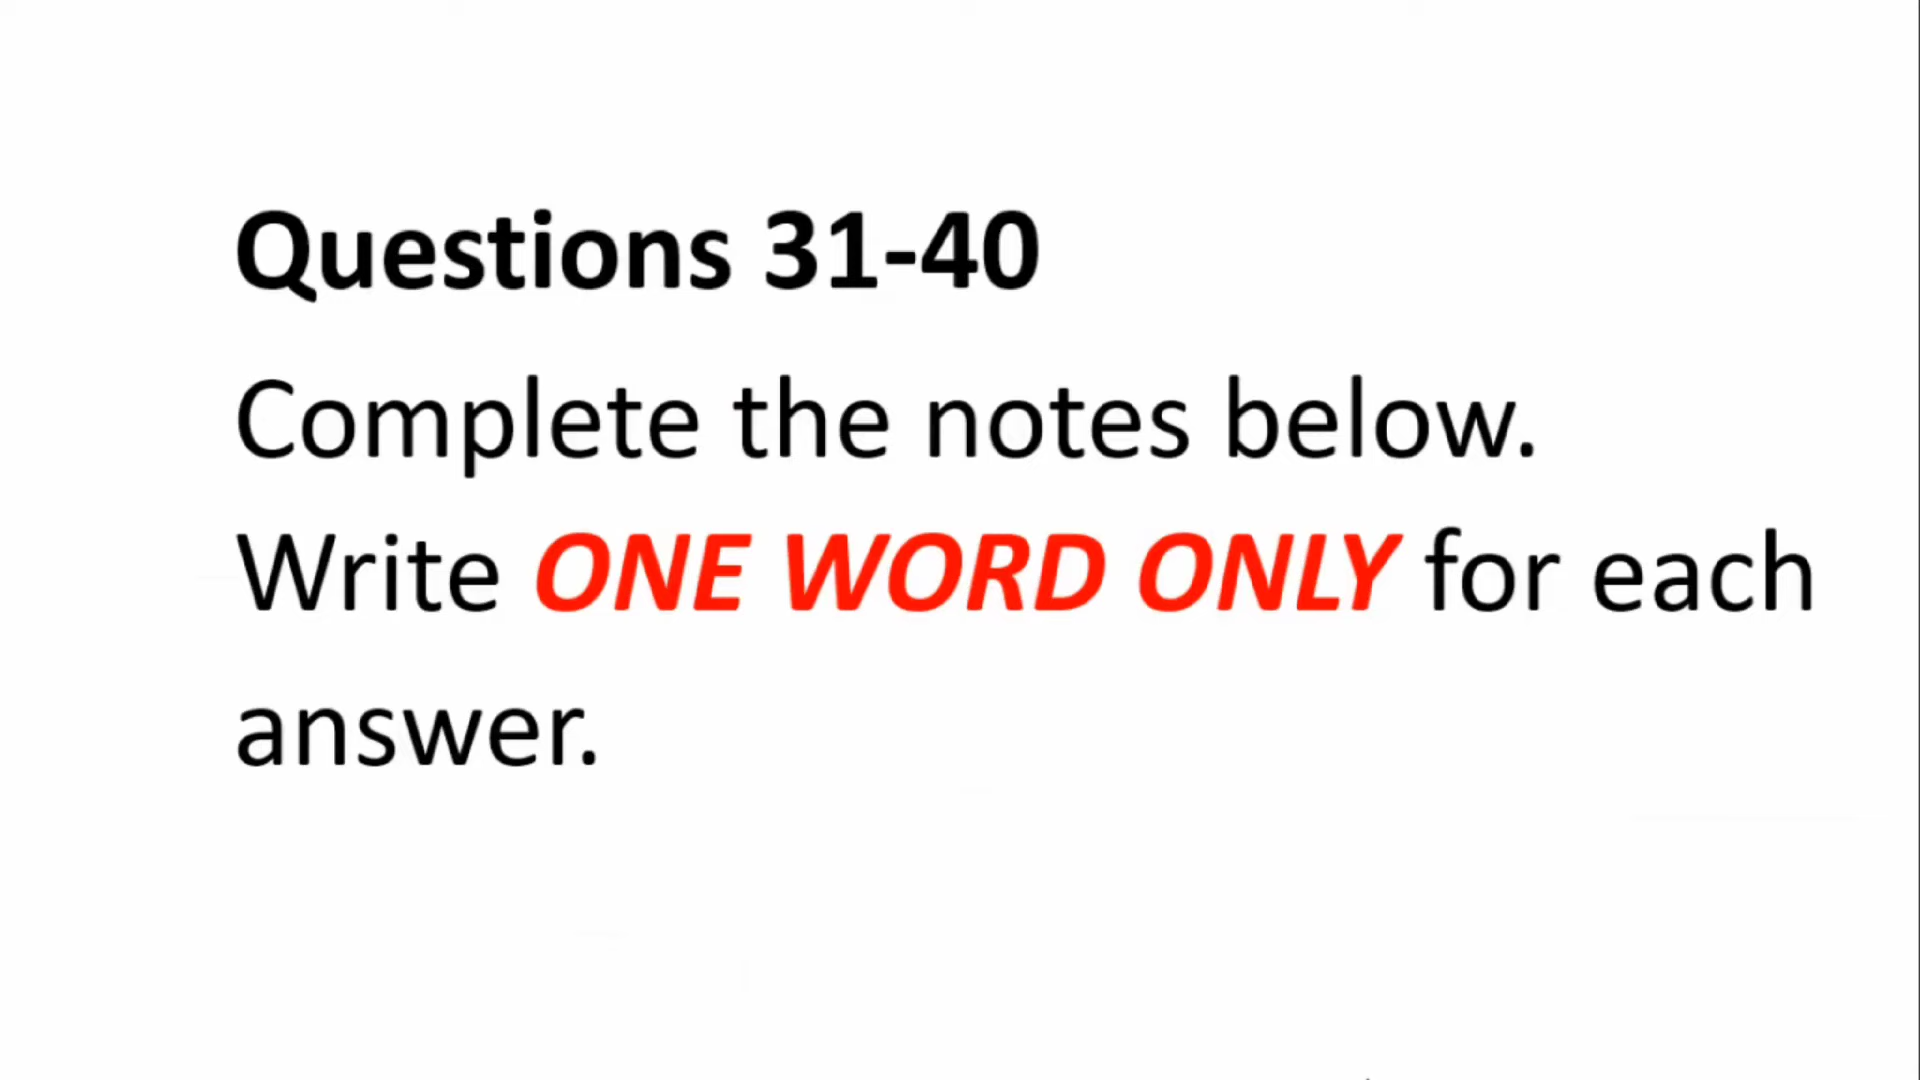 Questions 31-40
Complete the notes below.
Write ONE WORD ONLY for each
answer.